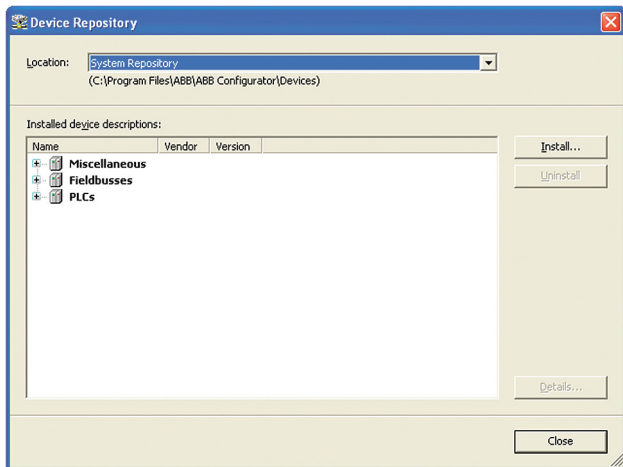 Device Repository
Location: System Repository
(C:\Program Files\ABB\ABB Configurator\Devices)
Installed device descriptions:
Name Vendor Version
Miscellaneous
Fieldbusses
PLCs
Install...
Uninstall
Details...
Close